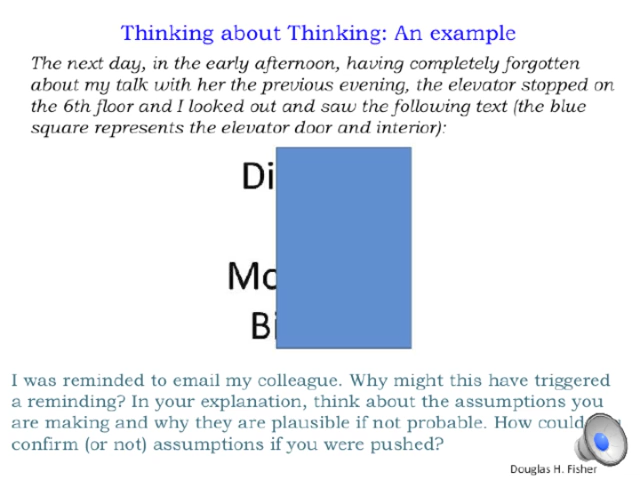 Thinking about Thinking: An example
The next day, in the early afternoon, having completely forgotten
about my talk with her the previous evening, the elevator stopped on
the 6th floor and I looked out and saw the following text (the blue
square represents the elevator door and interior):
Di
Mo
Bi
I was reminded to email my colleague. Why might this have triggered
a reminding? In your explanation, think about the assumptions you
are making and why they are plausible if not probable. How could
confirm (or not) assumptions if you were pushed?
Douglas H. Fisher